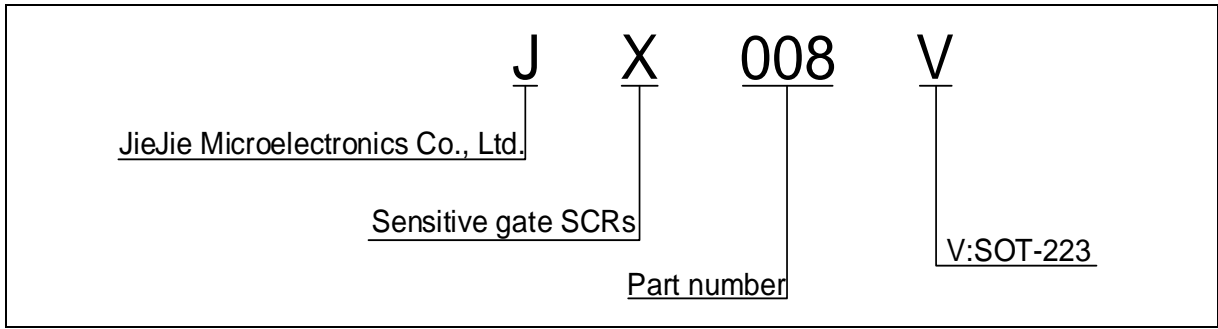 J X 008 V
JieJie Microelectronics Co., Ltd.
Sensitive gate SCRs
V:SOT-223
Part number